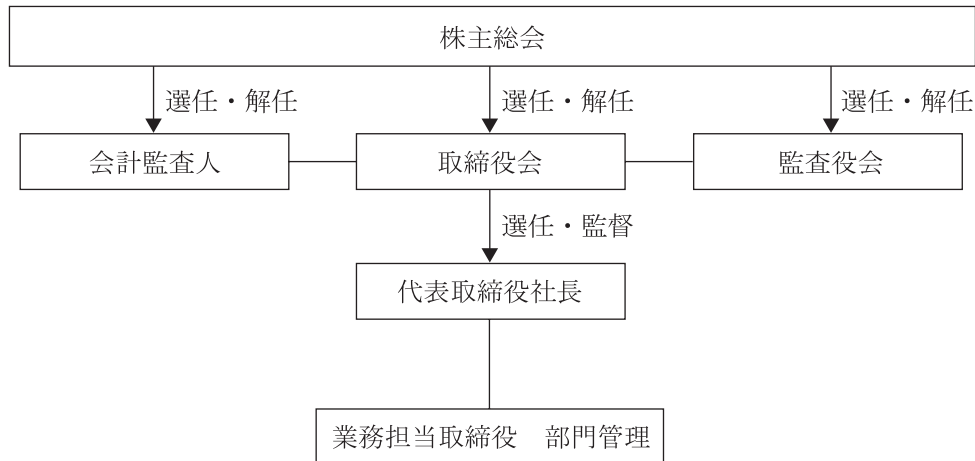 株主総会
選任・解任
選任・解任
選任・解任
会計監査人
取締役会
監査役会
選任・監督
代表取締役社長
業務担当取締役　部門管理